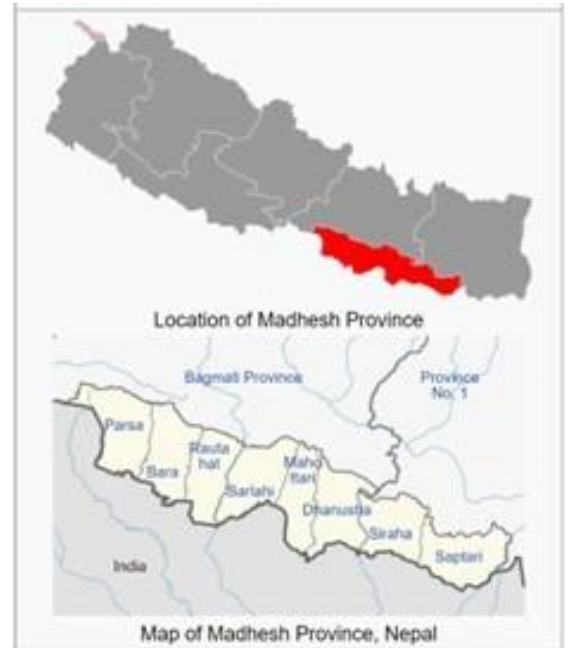 Location of Madhesh Province
Bagmati Province
Province
No. 1
Parsa
Bara
Rauta
hat
Sarlahi
Maho
ttari
Dhanusha
Siraha
Saptari
India
Map of Madhesh Province, Nepal